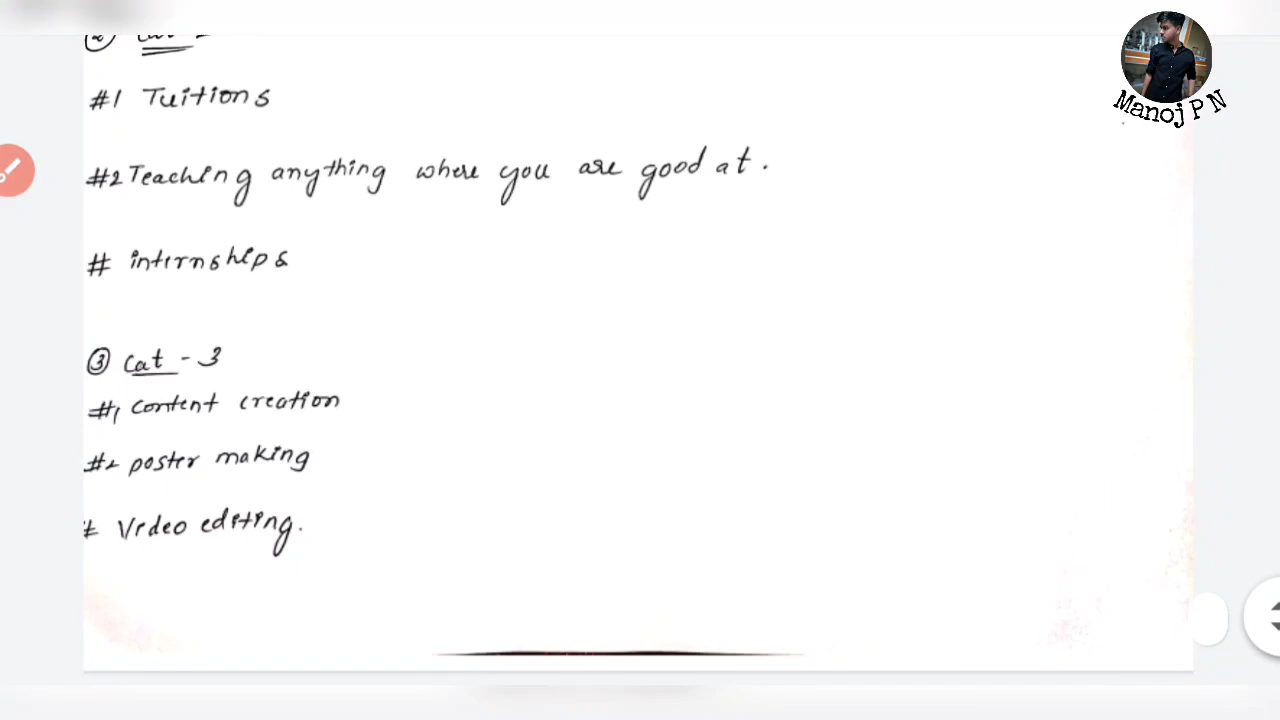 #1 Tuitions
#2 Teaching anything where you are good at.
# internships
③ Cat - 3
#1 Content creation
#2 poster making
# Video editing.
Manoj P N